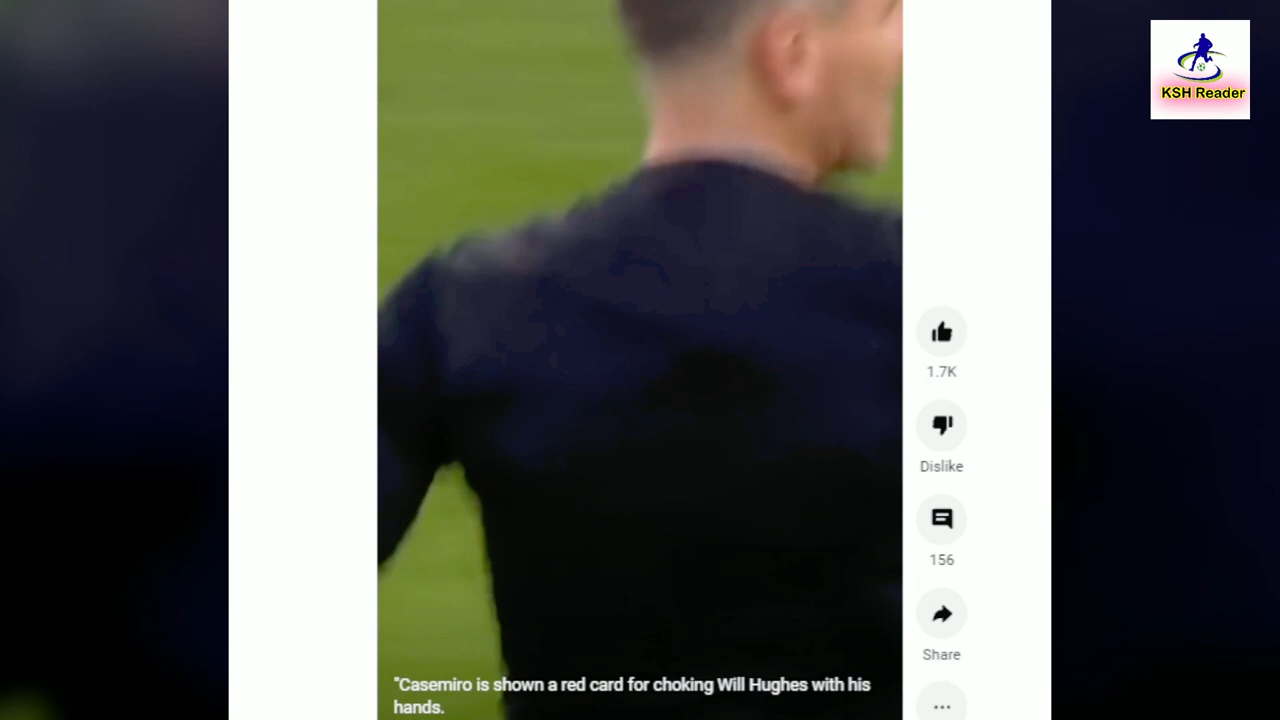 KSH Reader
1.7K
Dislike
156
Share
"Casemiro is shown a red card for choking Will Hughes with his
hands.